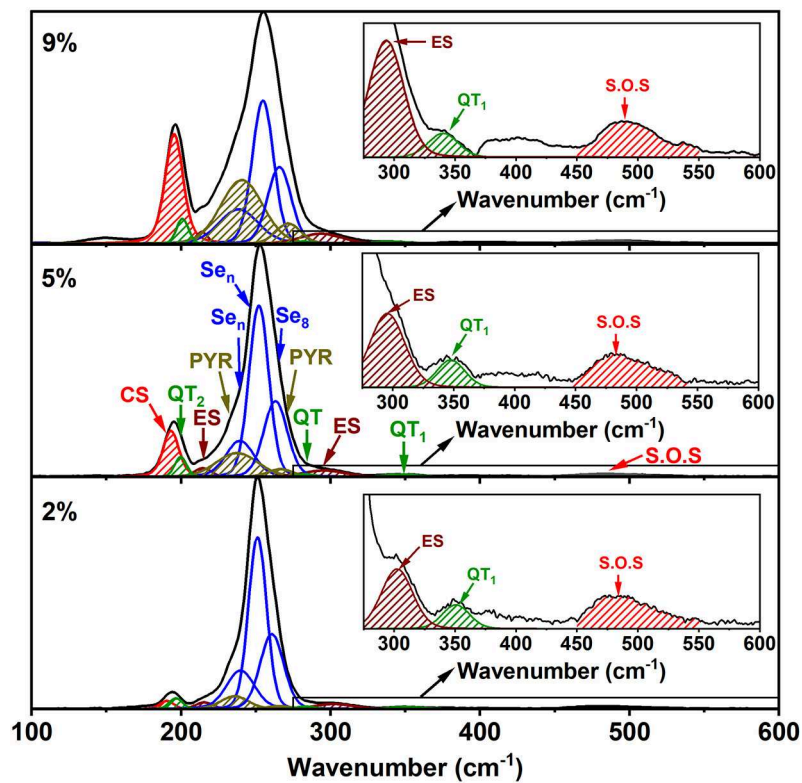 9%
ES
QT₁
S.O.S
300 350 400 450 500 550 600
Wavenumber (cm⁻¹)
5%
Seₙ
Seₙ
Se₈
PYR
PYR
CS
QT₂
ES
QT
ES
QT₁
S.O.S
ES
QT₁
S.O.S
300 350 400 450 500 550 600
Wavenumber (cm⁻¹)
2%
ES
QT₁
S.O.S
300 350 400 450 500 550 600
Wavenumber (cm⁻¹)
100 200 300 400 500 600
Wavenumber (cm⁻¹)